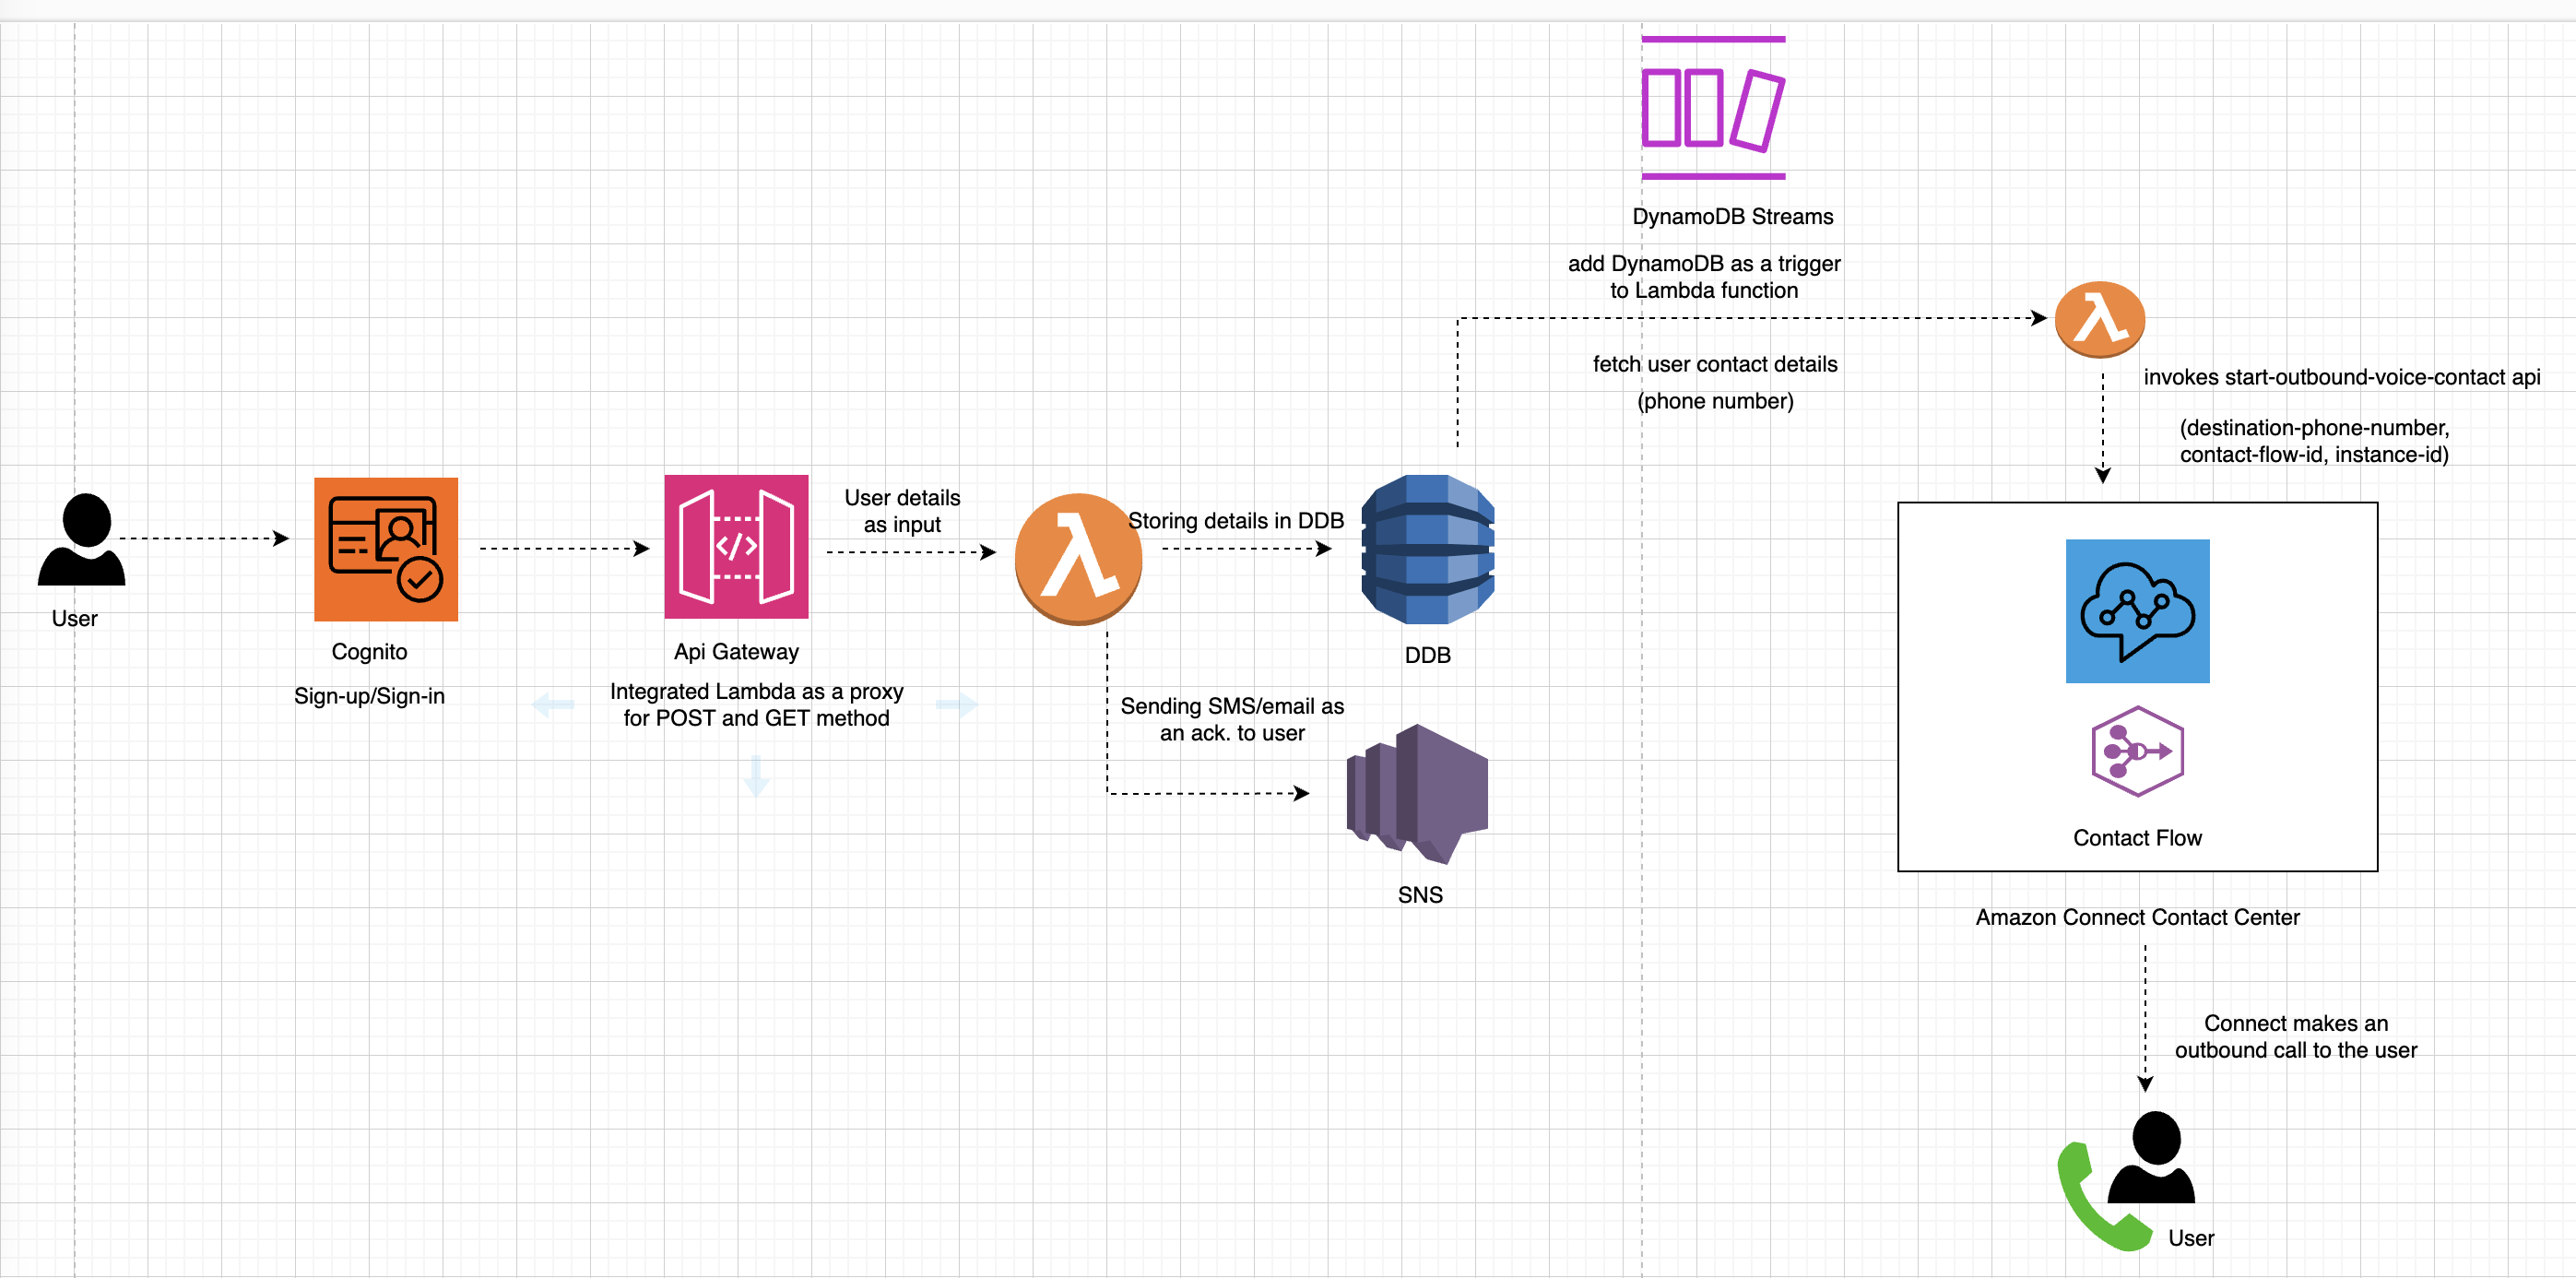 DynamoDB Streams
add DynamoDB as a trigger
to Lambda function
fetch user contact details
(phone number)
invokes start-outbound-voice-contact api
(destination-phone-number,
contact-flow-id, instance-id)
User details
as input
Storing details in DDB
User
Cognito
Sign-up/Sign-in
Api Gateway
Integrated Lambda as a proxy
for POST and GET method
DDB
Sending SMS/email as
an ack. to user
SNS
Contact Flow
Amazon Connect Contact Center
Connect makes an
outbound call to the user
User